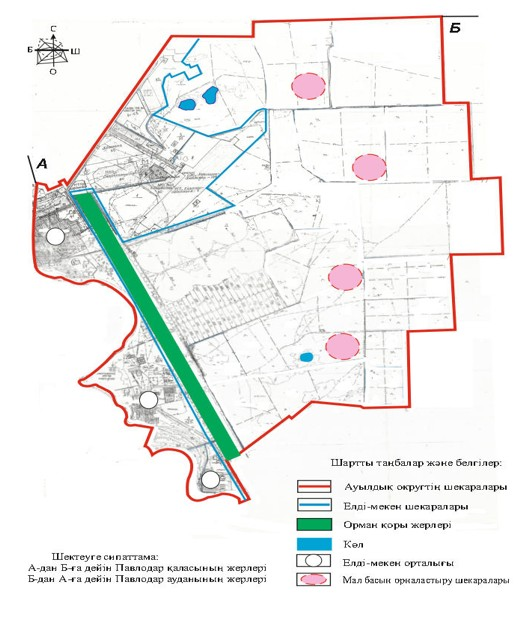 С
Б
Ш
О
Б
А
Шартты таңбалар және белгілер:
Ауылдық округтің шекаралары
Елді-мекен шекаралары
Орман қоры жерлері
Көл
Елді-мекен орталығы
Мал басын орналастыру шекаралары
Шектеуге сипаттама:
А-дан Б-ға дейін Павлодар қаласының жерлері
Б-дан А-ға дейін Павлодар ауданының жерлері